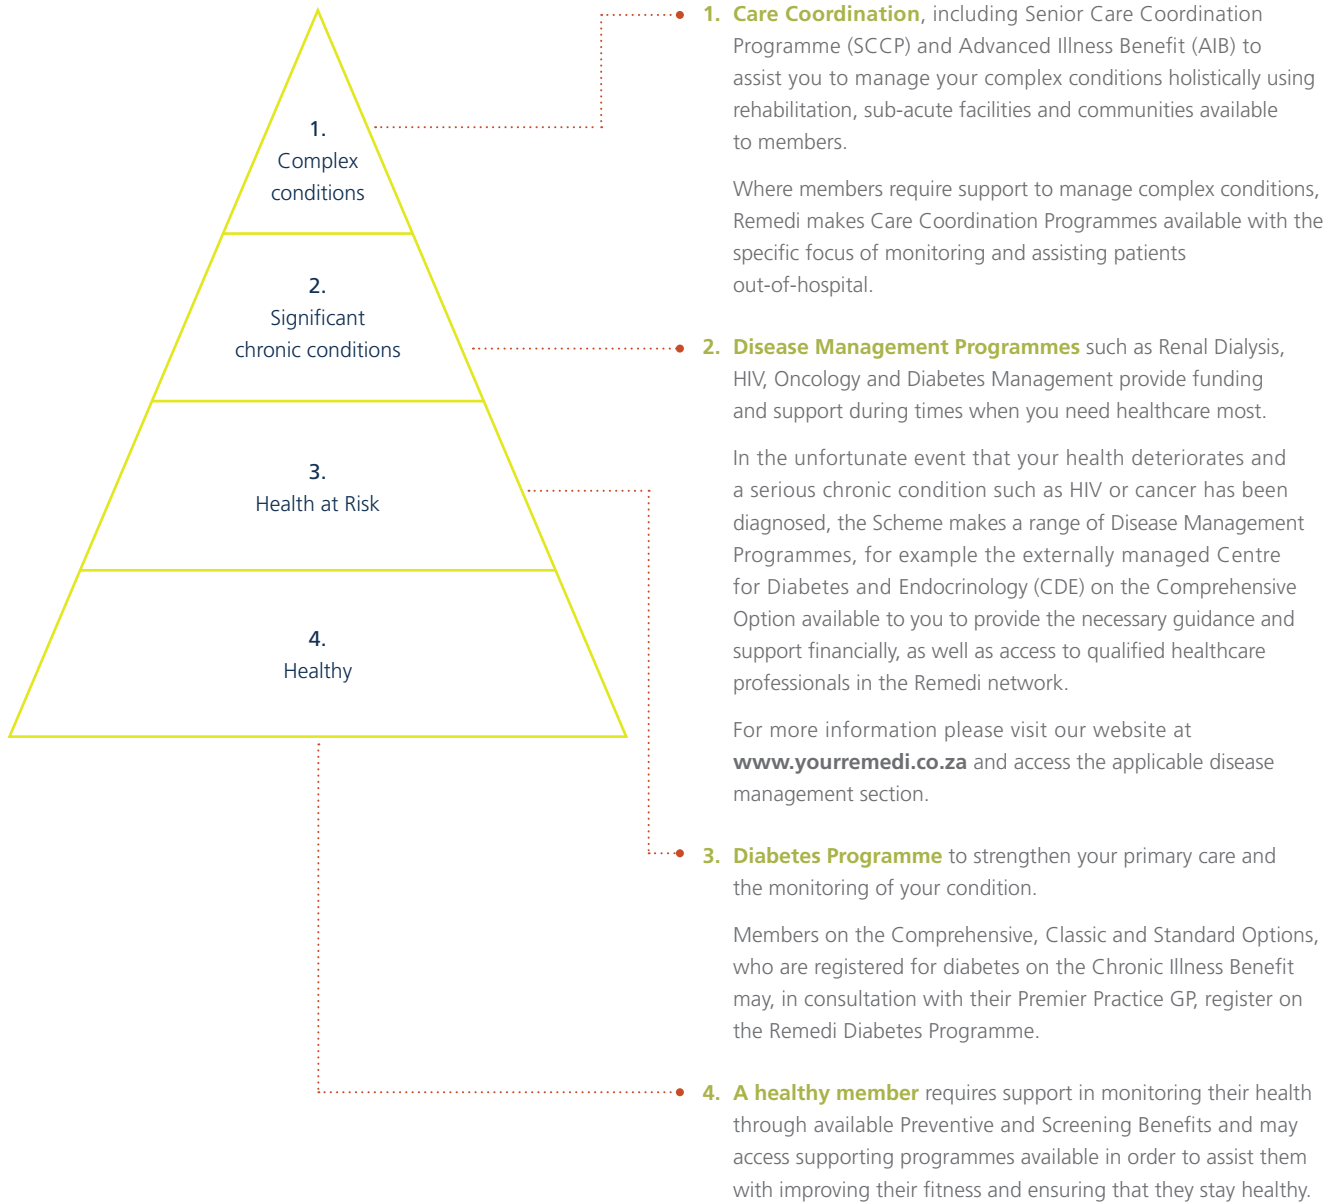 1.
Complex
conditions
2.
Significant
chronic conditions
3.
Health at Risk
4.
Healthy
1. Care Coordination, including Senior Care Coordination
Programme (SCCP) and Advanced Illness Benefit (AIB) to
assist you to manage your complex conditions holistically using
rehabilitation, sub-acute facilities and communities available
to members.
Where members require support to manage complex conditions,
Remedi makes Care Coordination Programmes available with the
specific focus of monitoring and assisting patients
out-of-hospital.
2. Disease Management Programmes such as Renal Dialysis,
HIV, Oncology and Diabetes Management provide funding
and support during times when you need healthcare most.
In the unfortunate event that your health deteriorates and
a serious chronic condition such as HIV or cancer has been
diagnosed, the Scheme makes a range of Disease Management
Programmes, for example the externally managed Centre
for Diabetes and Endocrinology (CDE) on the Comprehensive
Option available to you to provide the necessary guidance and
support financially, as well as access to qualified healthcare
professionals in the Remedi network.
For more information please visit our website at
www.yourremedi.co.za and access the applicable disease
management section.
3. Diabetes Programme to strengthen your primary care and
the monitoring of your condition.
Members on the Comprehensive, Classic and Standard Options,
who are registered for diabetes on the Chronic Illness Benefit
may, in consultation with their Premier Practice GP, register on
the Remedi Diabetes Programme.
4. A healthy member requires support in monitoring their health
through available Preventive and Screening Benefits and may
access supporting programmes available in order to assist them
with improving their fitness and ensuring that they stay healthy.